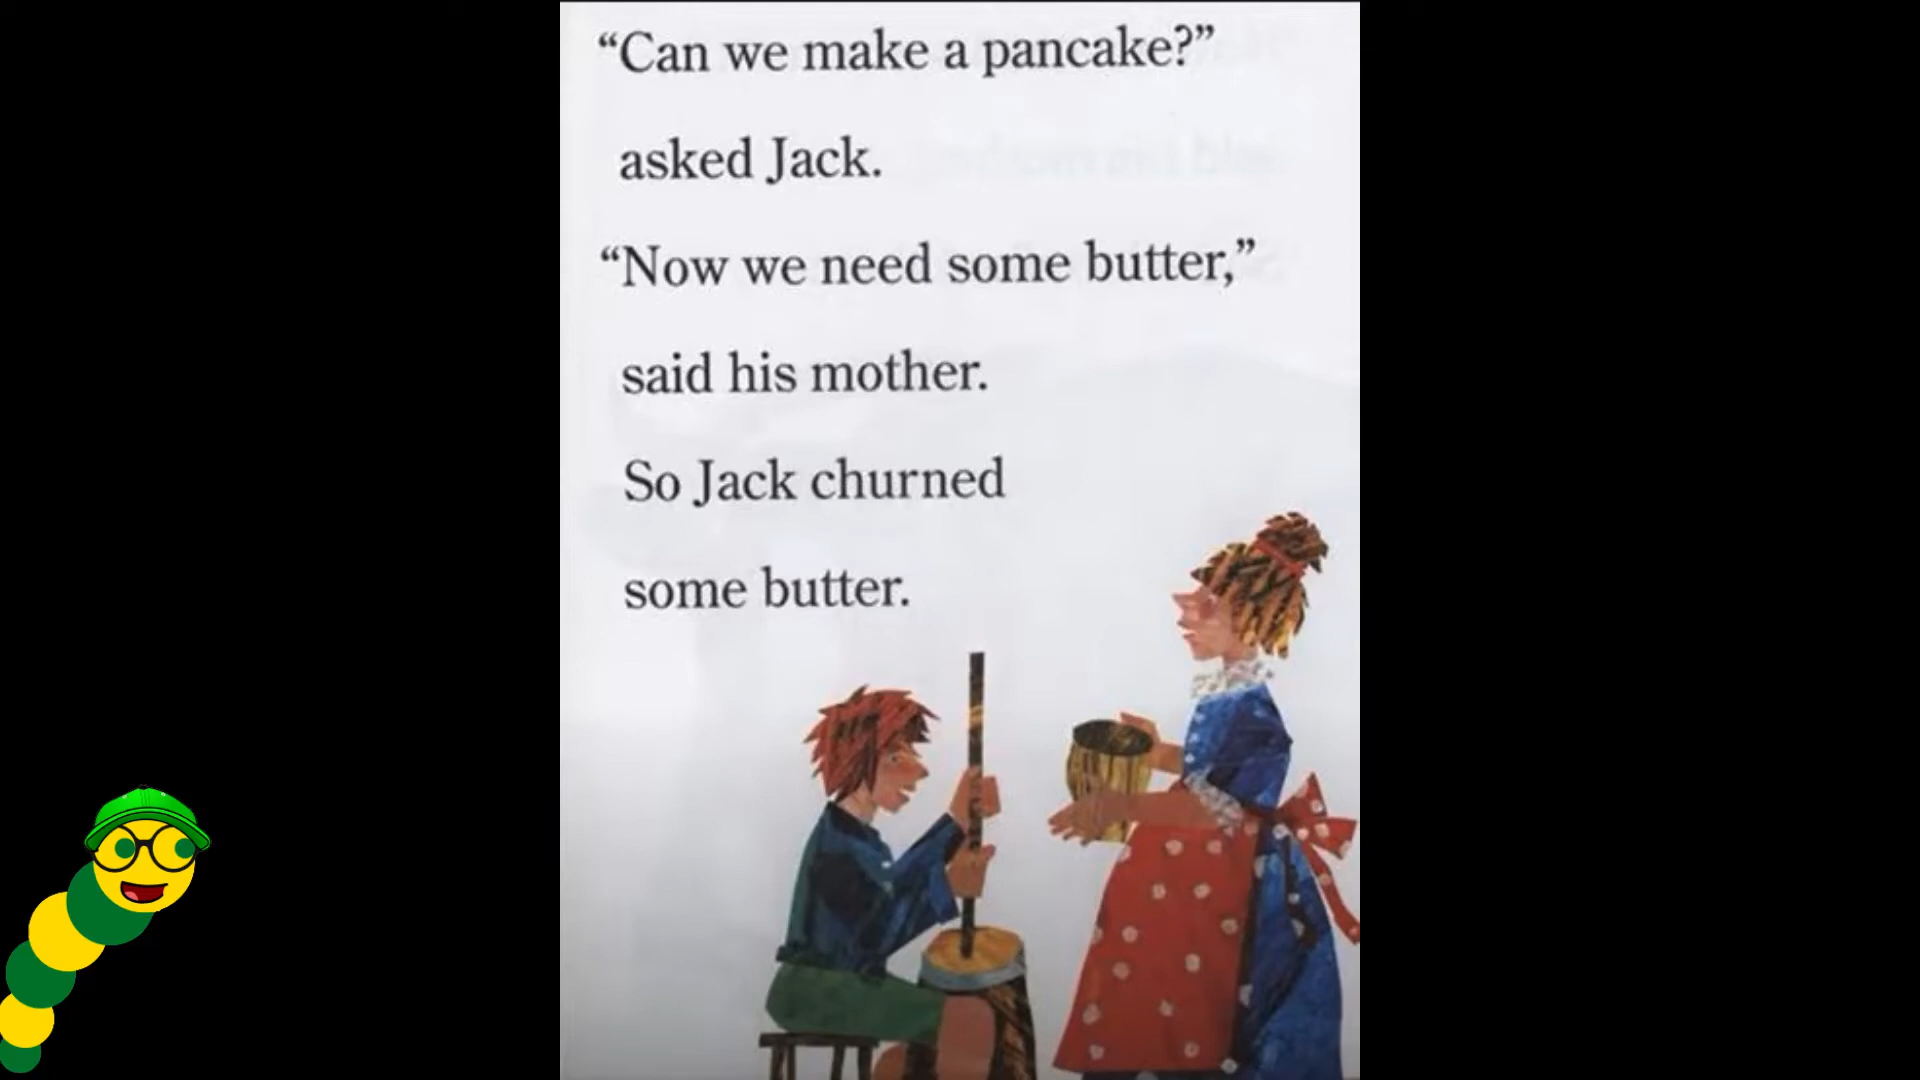 “Can we make a pancake?”
asked Jack.
“Now we need some butter,”
said his mother.
So Jack churned
some butter.